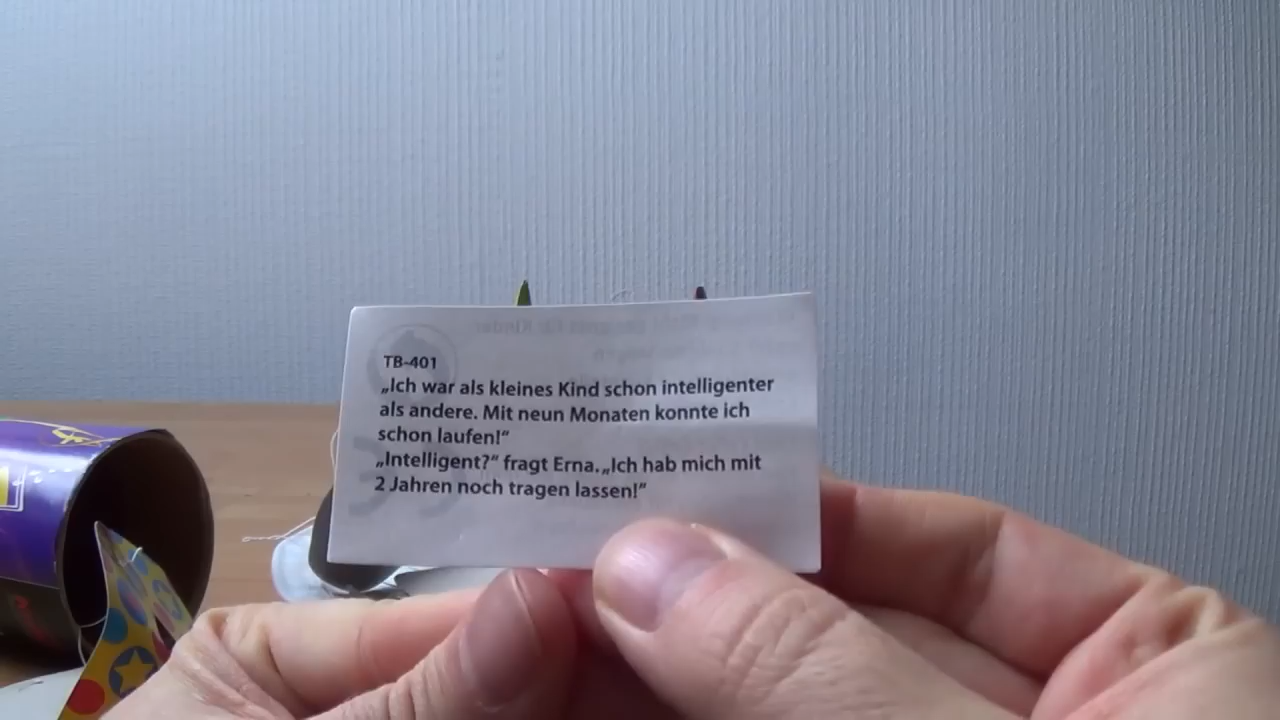 TB-401
„Ich war als kleines Kind schon intelligenter
als andere. Mit neun Monaten konnte ich
schon laufen!“
„Intelligent?“ fragt Erna. „Ich hab mich mit
2 Jahren noch tragen lassen!“